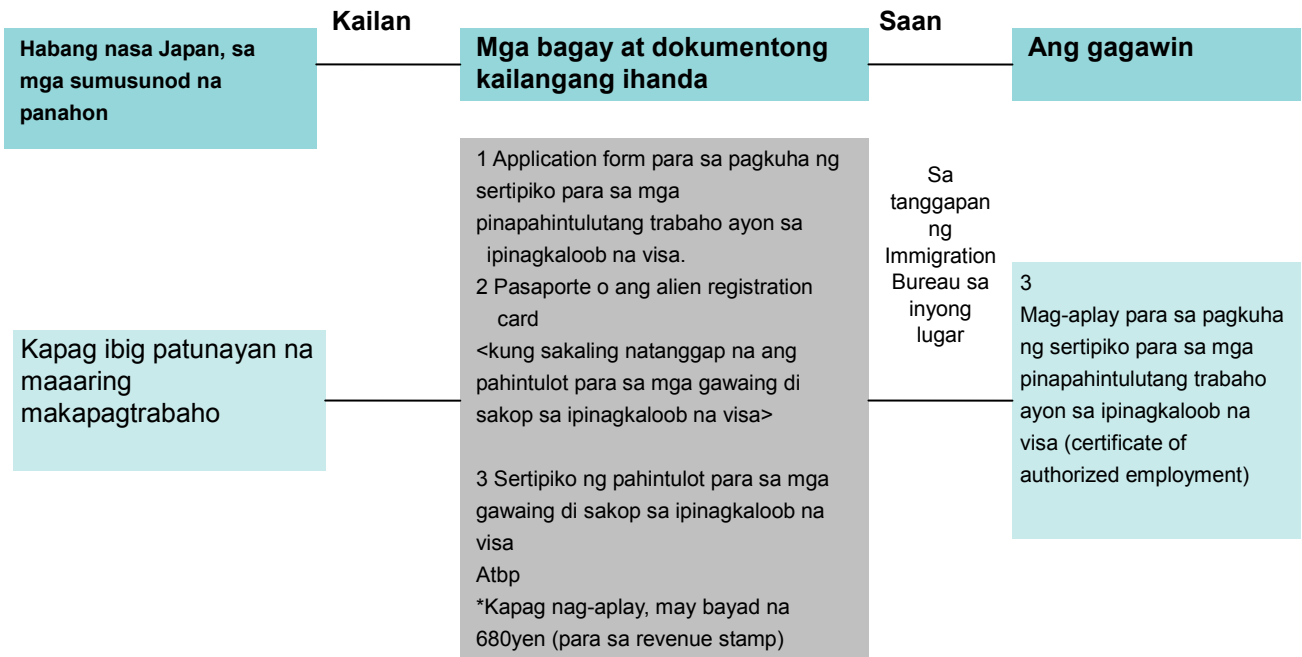 Kailan
Saan
Habang nasa Japan, sa
mga sumusunod na
panahon
Mga bagay at dokumentong
kailangang ihanda
Ang gagawin
Kapag ibig patunayan na
maaaring
makapagtrabaho
1 Application form para sa pagkuha ng
sertipiko para sa mga
pinapahintulutang trabaho ayon sa
ipinagkaloob na visa.
2 Pasaporte o ang alien registration
card
<kung sakaling natanggap na ang
pahintulot para sa mga gawaing di
sakop sa ipinagkaloob na visa>
3 Sertipiko ng pahintulot para sa mga
gawaing di sakop sa ipinagkaloob na
visa
Atbp
*Kapag nag-aplay, may bayad na
680yen (para sa revenue stamp)
Sa
tanggapan
ng
Immigration
Bureau sa
inyong
lugar
3
Mag-aplay para sa pagkuha
ng sertipiko para sa mga
pinapahintulutang trabaho
ayon sa ipinagkaloob na
visa (certificate of
authorized employment)